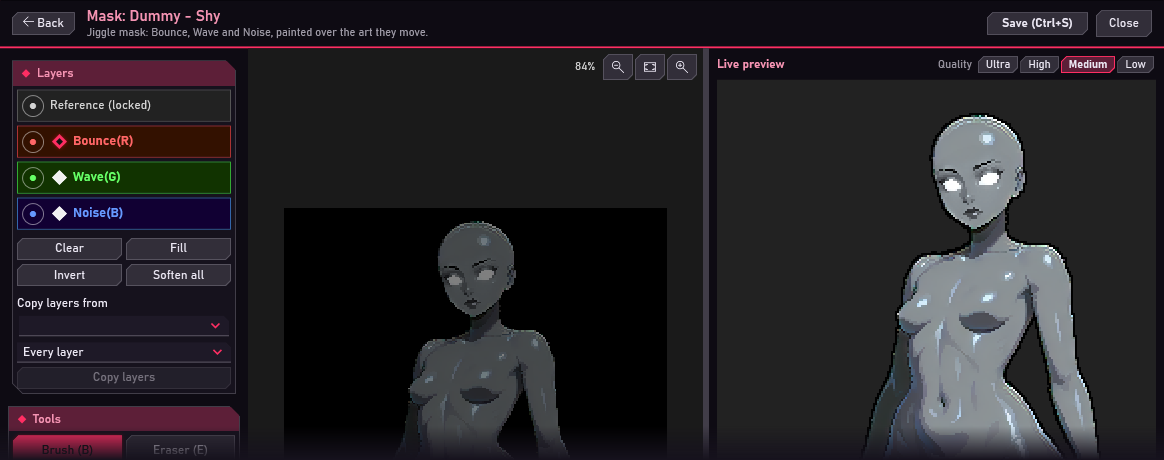 Back
Mask: Dummy - Shy
Jiggle mask: Bounce, Wave and Noise, painted over the art they move.
Save (Ctrl+S)
Close
Layers
Reference (locked)
Bounce(R)
Wave(G)
Noise(B)
Clear
Fill
Invert
Soften all
Copy layers from
Every layer
Copy layers
Tools
Brush (B)
Eraser (E)
84%
Live preview
Quality
Ultra
High
Medium
Low